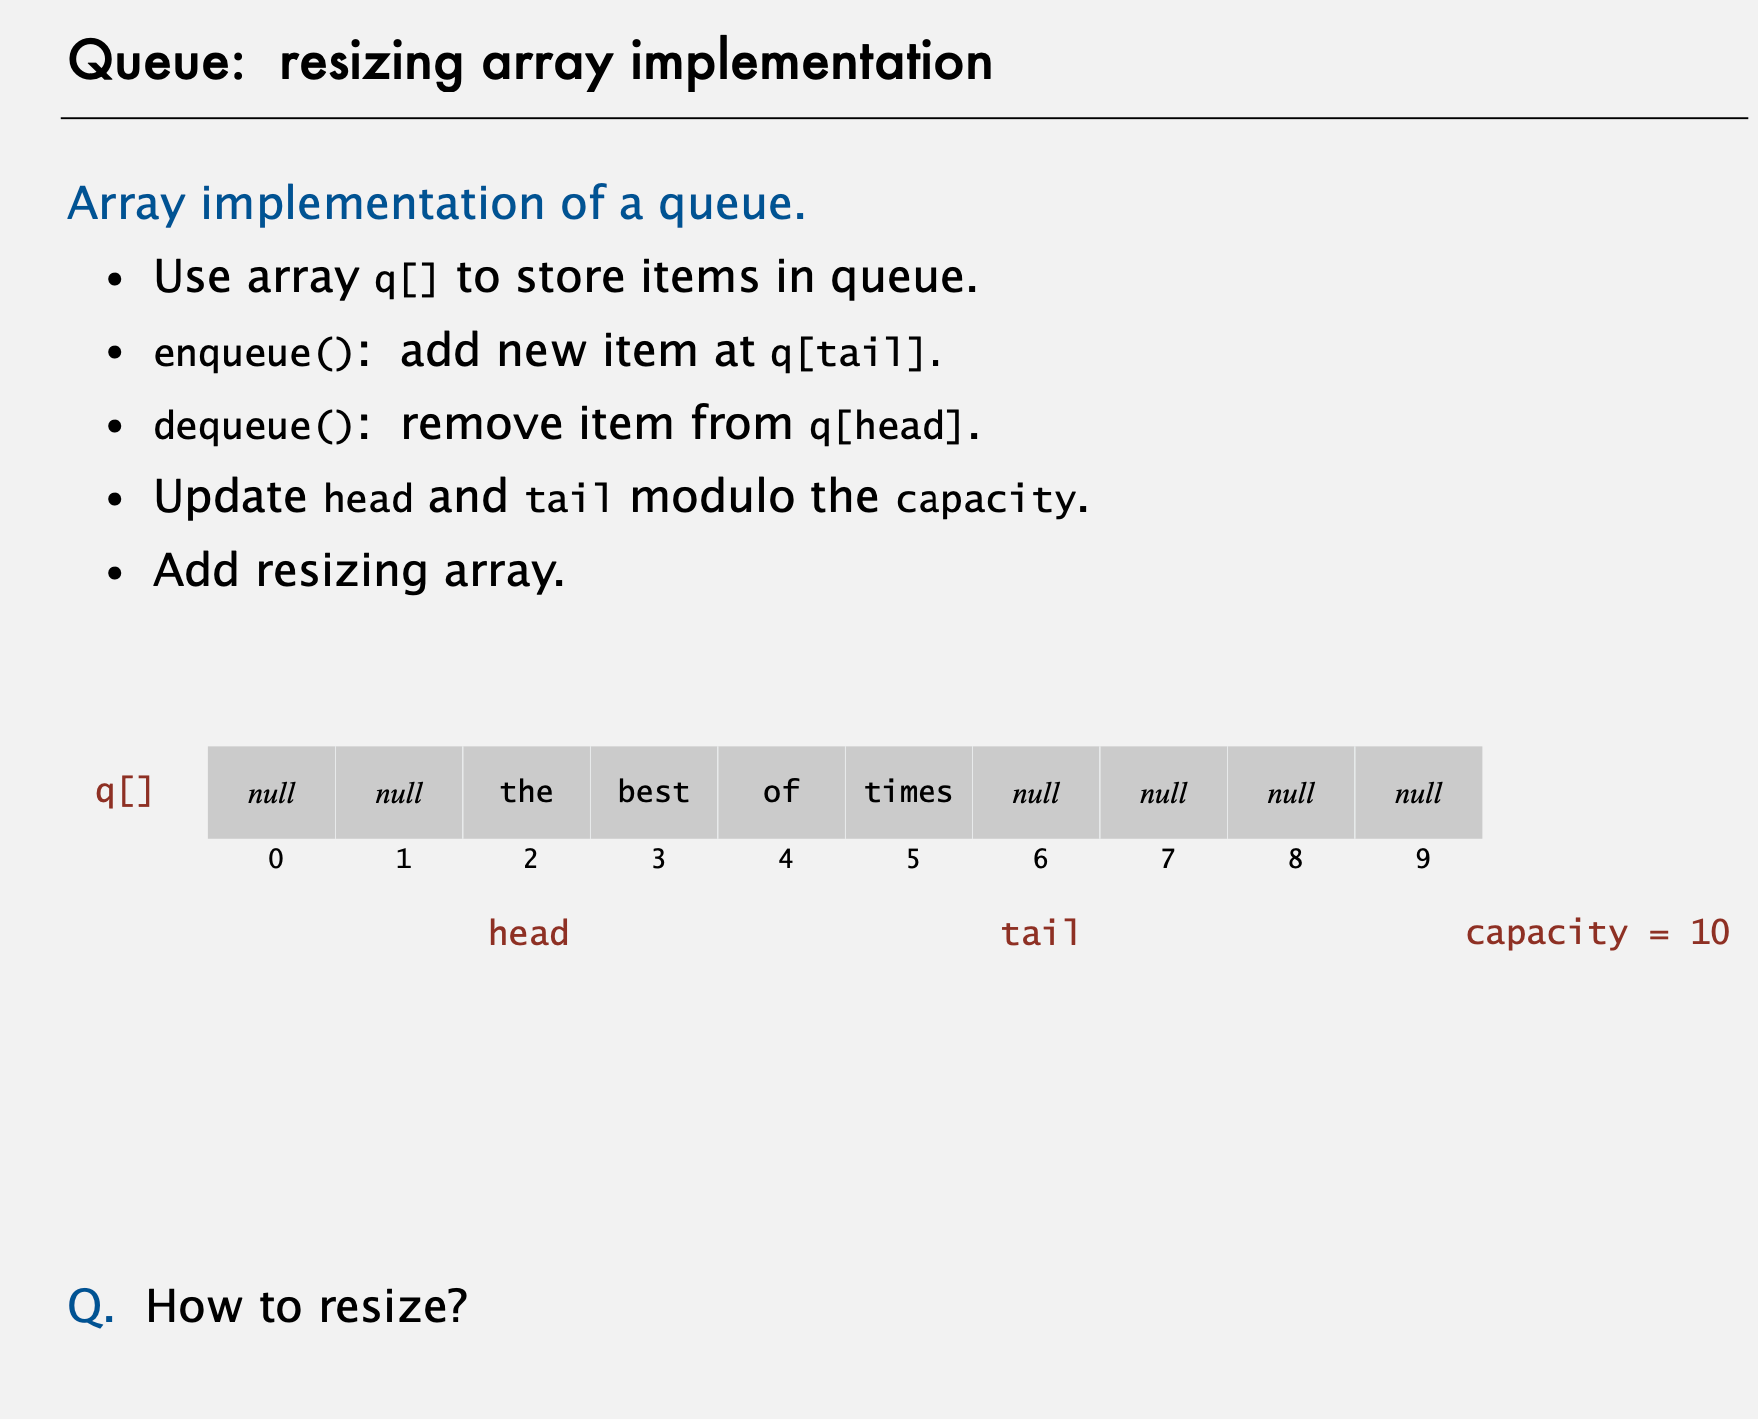 Queue: resizing array implementation
Array implementation of a queue.
• Use array q[] to store items in queue.
• enqueue(): add new item at q[tail].
• dequeue(): remove item from q[head].
• Update head and tail modulo the capacity.
• Add resizing array.
q[] null null the best of times null null null null
0 1 2 3 4 5 6 7 8 9
head tail capacity = 10
Q. How to resize?